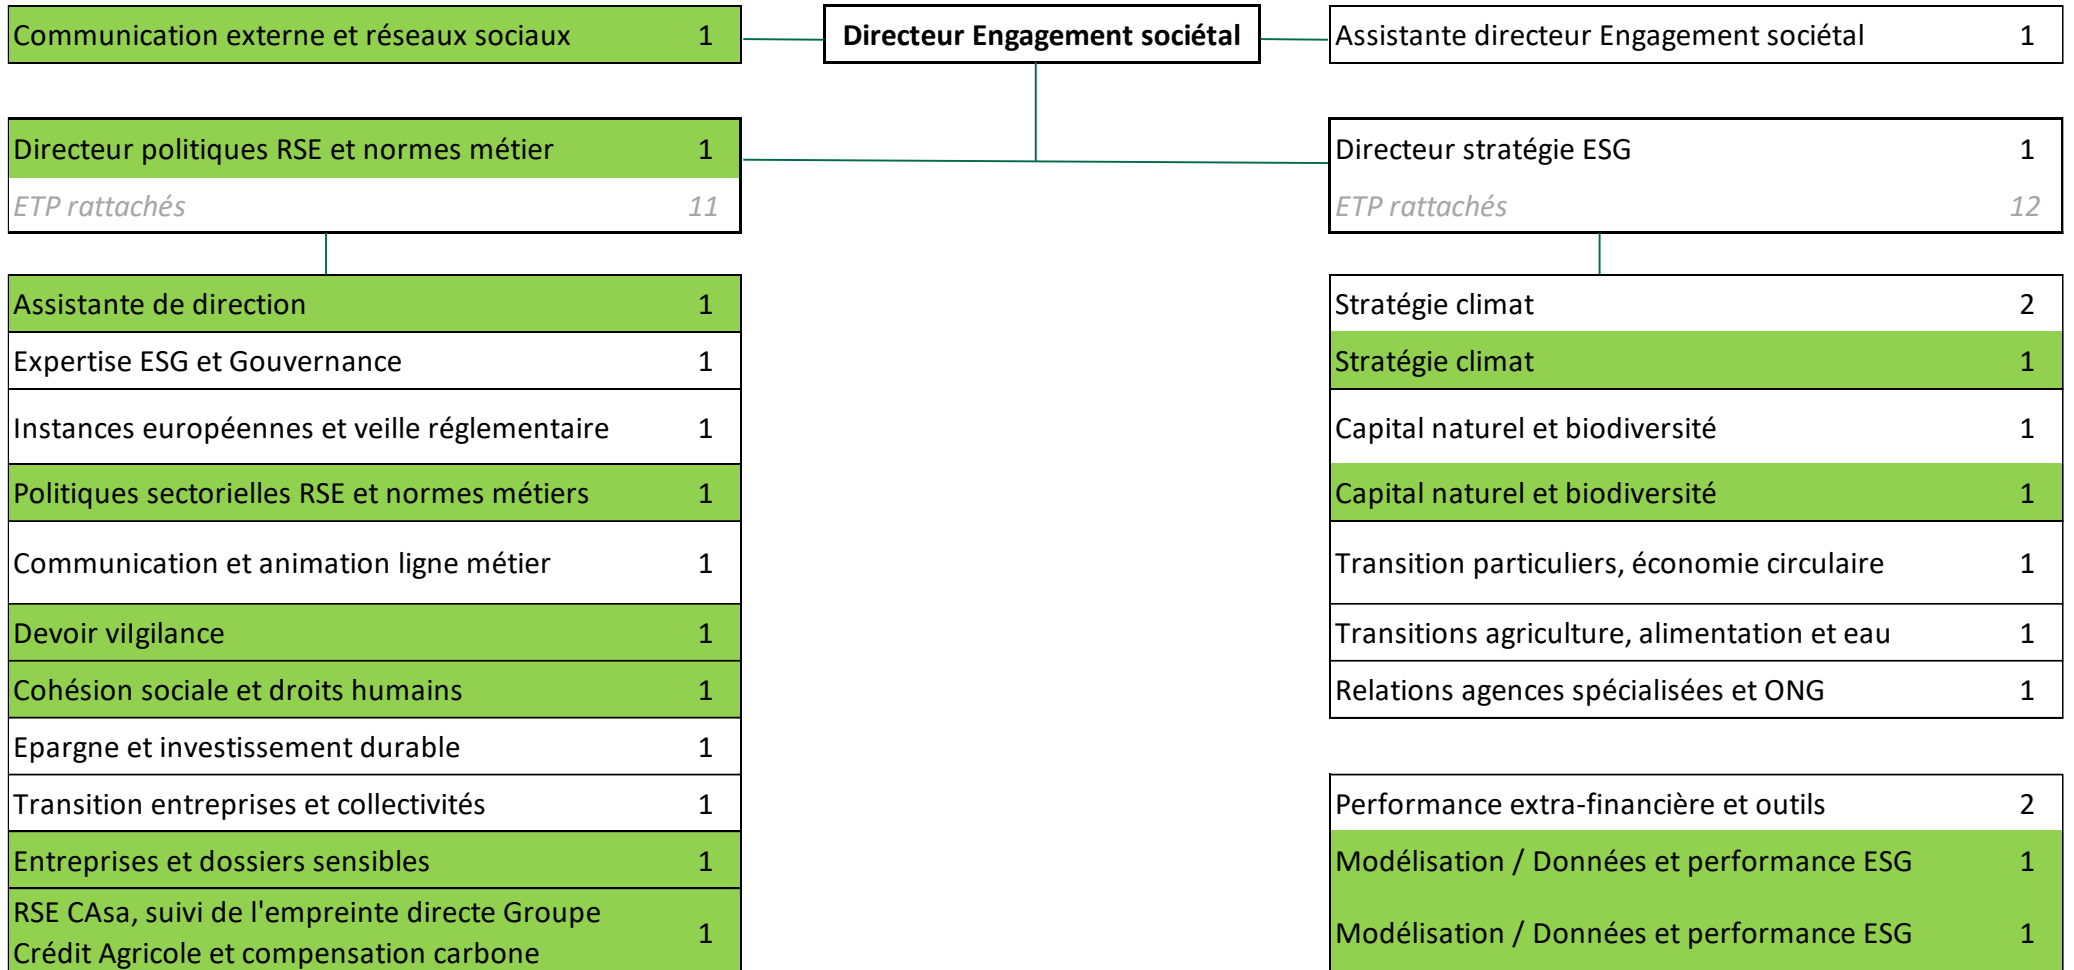 Communication externe et réseaux sociaux 1
Directeur Engagement sociétal
Assistante directeur Engagement sociétal 1
Directeur politiques RSE et normes métier 1
ETP rattachés 11
Directeur stratégie ESG 1
ETP rattachés 12
Assistante de direction 1
Expertise ESG et Gouvernance 1
Instances européennes et veille réglementaire 1
Politiques sectorielles RSE et normes métiers 1
Communication et animation ligne métier 1
Devoir viIgilance 1
Cohésion sociale et droits humains 1
Epargne et investissement durable 1
Transition entreprises et collectivités 1
Entreprises et dossiers sensibles 1
RSE CAsa, suivi de l'empreinte directe Groupe
Crédit Agricole et compensation carbone 1
Stratégie climat 2
Stratégie climat 1
Capital naturel et biodiversité 1
Capital naturel et biodiversité 1
Transition particuliers, économie circulaire 1
Transitions agriculture, alimentation et eau 1
Relations agences spécialisées et ONG 1
Performance extra-financière et outils 2
Modélisation / Données et performance ESG 1
Modélisation / Données et performance ESG 1